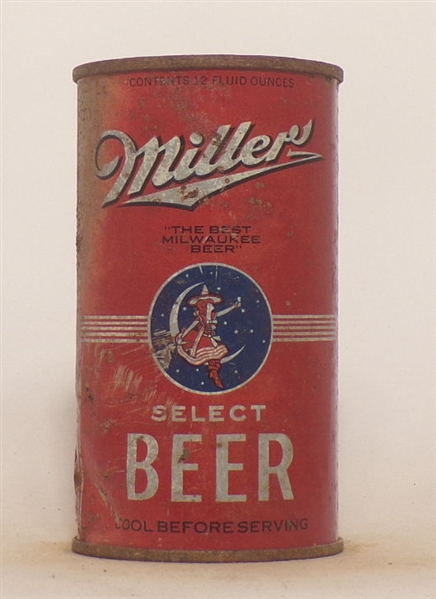 CONTENTS 12 FLUID OUNCES
Miller
"THE BEST
MILWAUKEE
BEER"
SELECT
BEER
COOL BEFORE SERVING